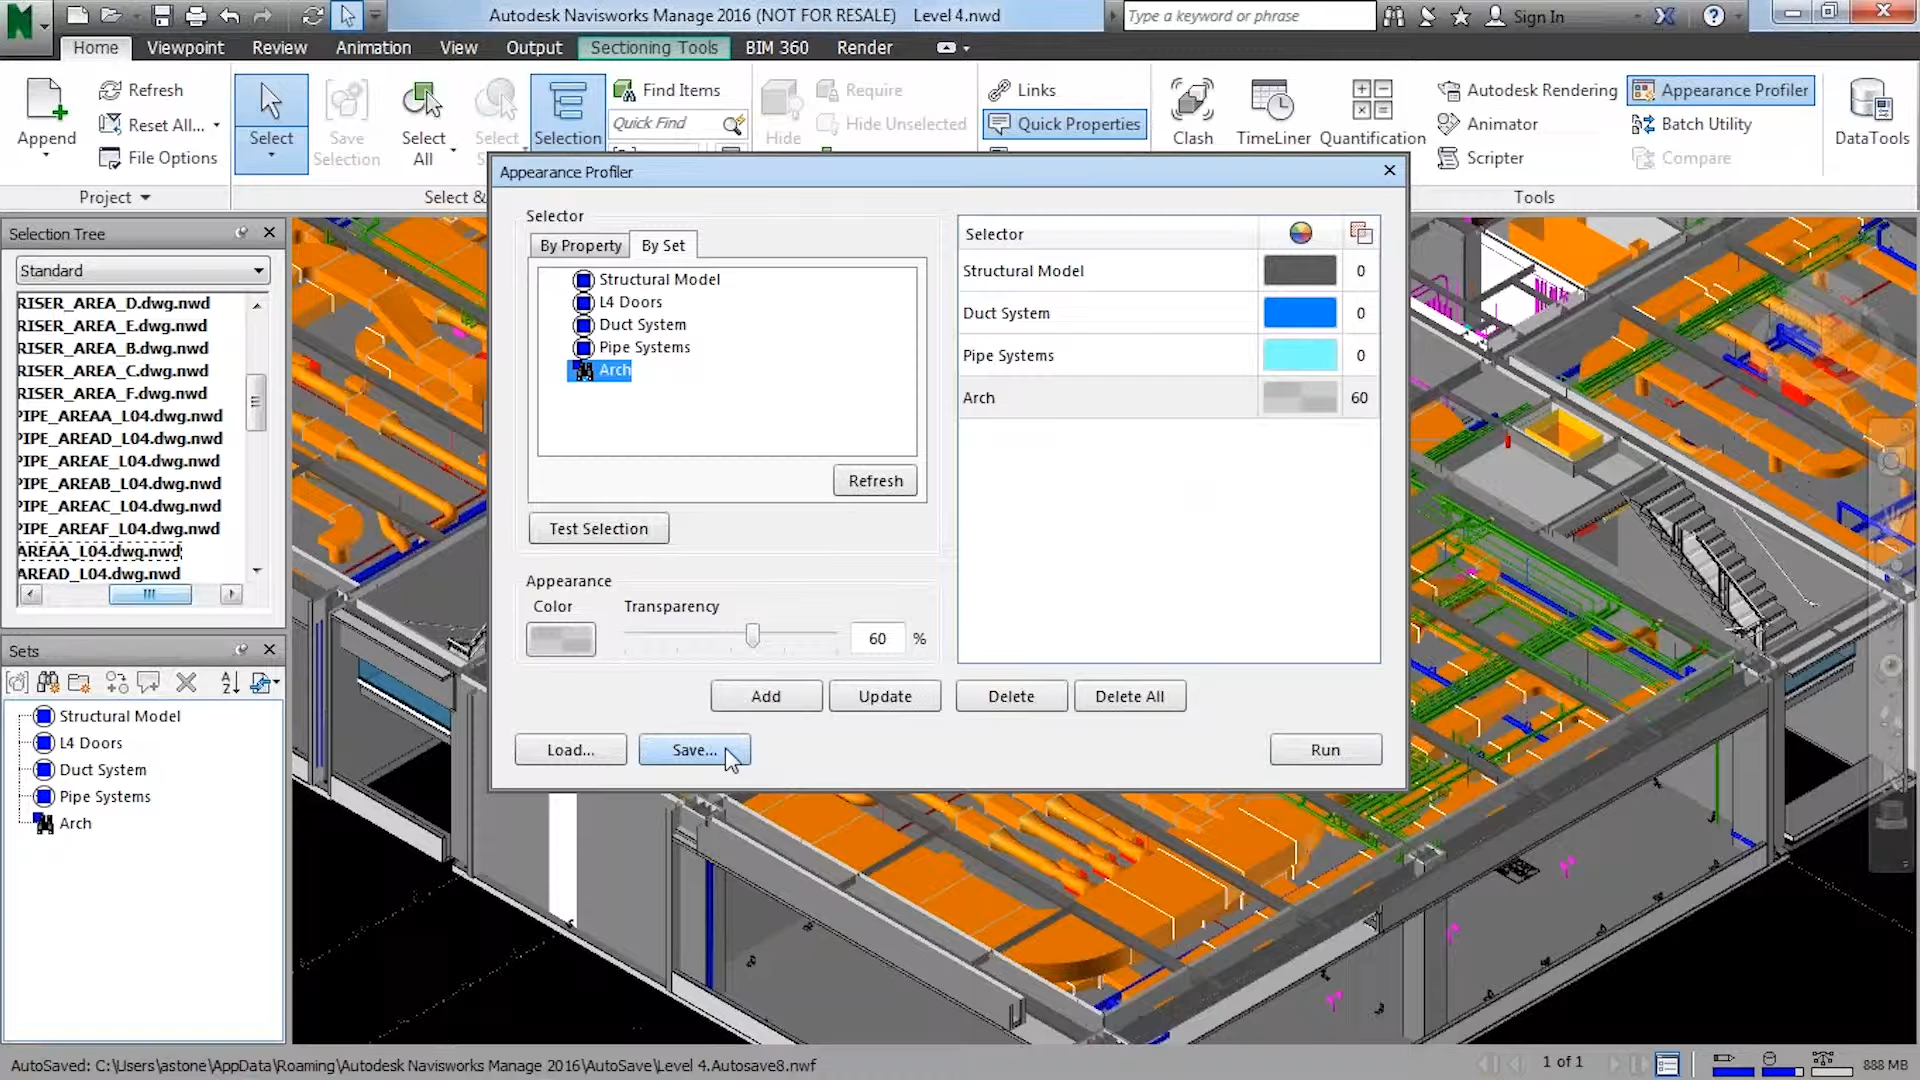 Autodesk Navisworks Manage 2016 (NOT FOR RESALE) Level 4.nwd
Type a keyword or phrase
Sign In
Home Viewpoint Review Animation View Output Sectioning Tools BIM 360 Render
Append
Refresh
Reset All...
File Options
Project
Select
Save Selection
Select All
Selection
Find Items
Quick Find
Select &
Hide
Require
Hide Unselected
Links
Quick Properties
Clash
TimeLiner
Quantification
Autodesk Rendering
Animator
Scripter
Appearance Profiler
Batch Utility
Compare
DataTools
Tools
Selection Tree
Standard
RISER_AREA_D.dwg.nwd
RISER_AREA_E.dwg.nwd
RISER_AREA_B.dwg.nwd
RISER_AREA_C.dwg.nwd
RISER_AREA_F.dwg.nwd
PIPE_AREAA_L04.dwg.nwd
PIPE_AREAD_L04.dwg.nwd
PIPE_AREAE_L04.dwg.nwd
PIPE_AREAB_L04.dwg.nwd
PIPE_AREAC_L04.dwg.nwd
PIPE_AREAF_L04.dwg.nwd
AREAA_L04.dwg.nwd
AREAD_L04.dwg.nwd
Sets
Structural Model
L4 Doors
Duct System
Pipe Systems
Arch
Appearance Profiler
Selector
By Property By Set
Structural Model
L4 Doors
Duct System
Pipe Systems
Arch
Refresh
Test Selection
Appearance
Color Transparency
60 %
Add Update Delete Delete All
Load... Save... Run
Selector
Structural Model 0
Duct System 0
Pipe Systems 0
Arch 60
AutoSaved: C:\Users\astone\AppData\Roaming\Autodesk Navisworks Manage 2016\AutoSave\Level 4.Autosave8.nwf
1 of 1
888 MB